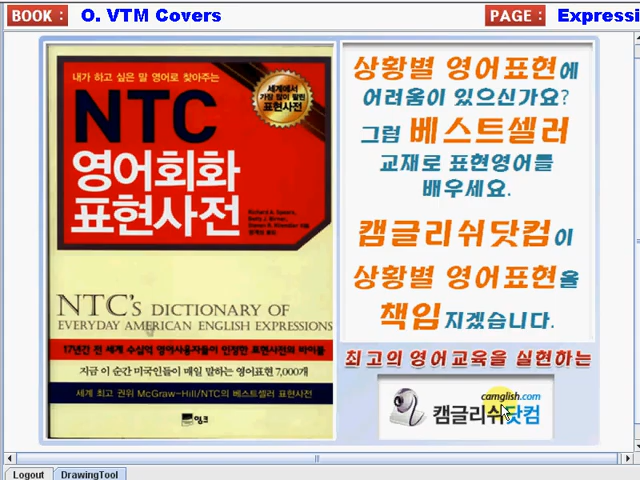 BOOK :
O. VTM Covers
PAGE :
Expressi
내가 하고 싶은 말 영어로 찾아주는
NTC
영어회화
표현사전
세계에서
가장 많이 팔린
표현사전
Richard A. Spears,
NTC's DICTIONARY OF
EVERYDAY AMERICAN ENGLISH EXPRESSIONS
17년간 전 세계 수십억 영어사용자들이 인정한 표현사전의 바이블
지금 이 순간 미국인들이 매일 말하는 영어표현 7,000개
세계 최고 권위 McGraw-Hill/NTC의 베스트셀러 표현사전
잉크
상황별 영어표현에
어려움이 있으신가요?
그럼 베스트셀러
교재로 표현영어를
배우세요.
캠글리쉬닷컴이
상황별 영어표현을
책임지겠습니다.
최고의 영어교육을 실현하는
camglish.com
캠글리쉬닷컴
Logout
DrawingTool